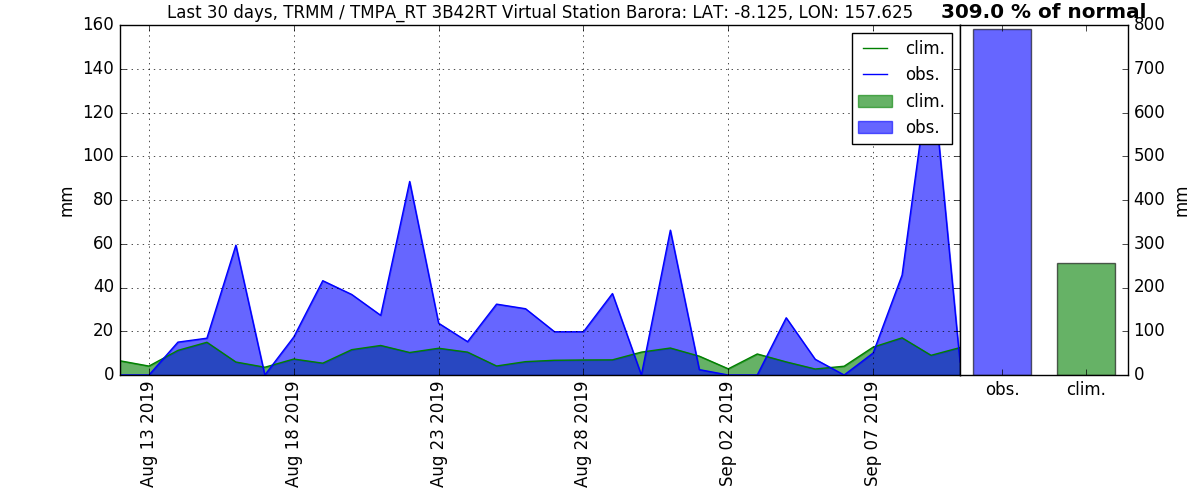 Last 30 days, TRMM / TMPA_RT 3B42RT Virtual Station Barora: LAT: -8.125, LON: 157.625
309.0 % of normal
160
140
120
100
80
60
40
20
0
mm
clim.
obs.
clim.
obs.
800
700
600
500
400
300
200
100
0
mm
Aug 13 2019
Aug 18 2019
Aug 23 2019
Aug 28 2019
Sep 02 2019
Sep 07 2019
obs.
clim.